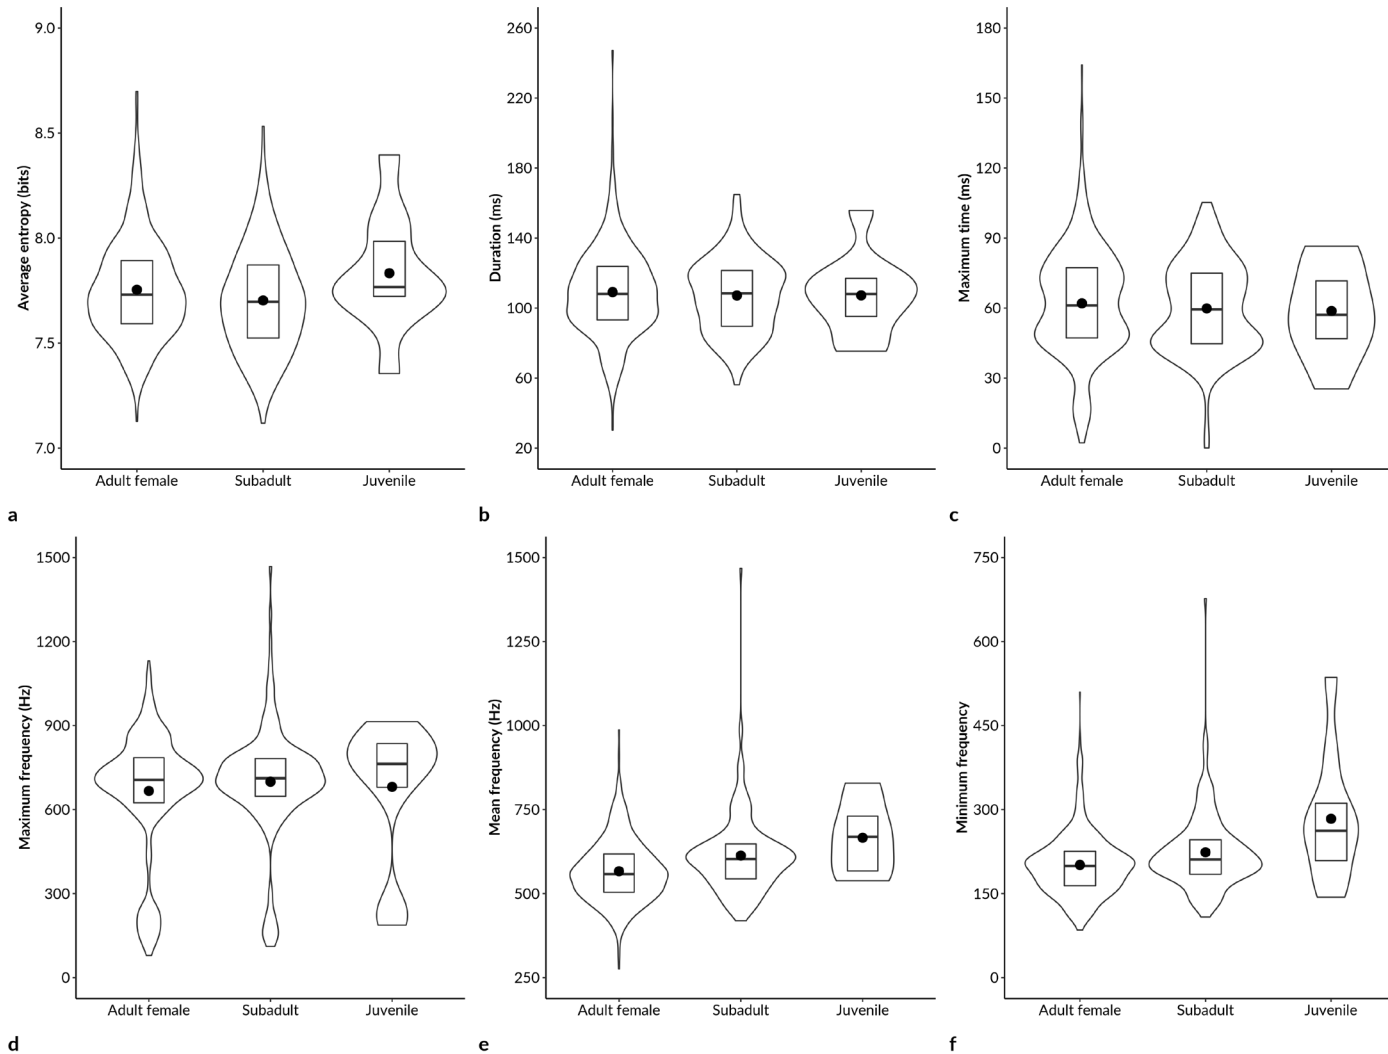 9.0
8.5
8.0
7.5
7.0
Average entropy (bits)
Adult female Subadult Juvenile
a
260
220
180
140
100
60
20
Duration (ms)
Adult female Subadult Juvenile
b
180
150
120
90
60
30
0
Maximum time (ms)
Adult female Subadult Juvenile
c
1500
1200
900
600
300
0
Maximum frequency (Hz)
Adult female Subadult Juvenile
d
1500
1250
1000
750
500
250
Mean frequency (Hz)
Adult female Subadult Juvenile
e
750
600
450
300
150
0
Minimum frequency
Adult female Subadult Juvenile
f